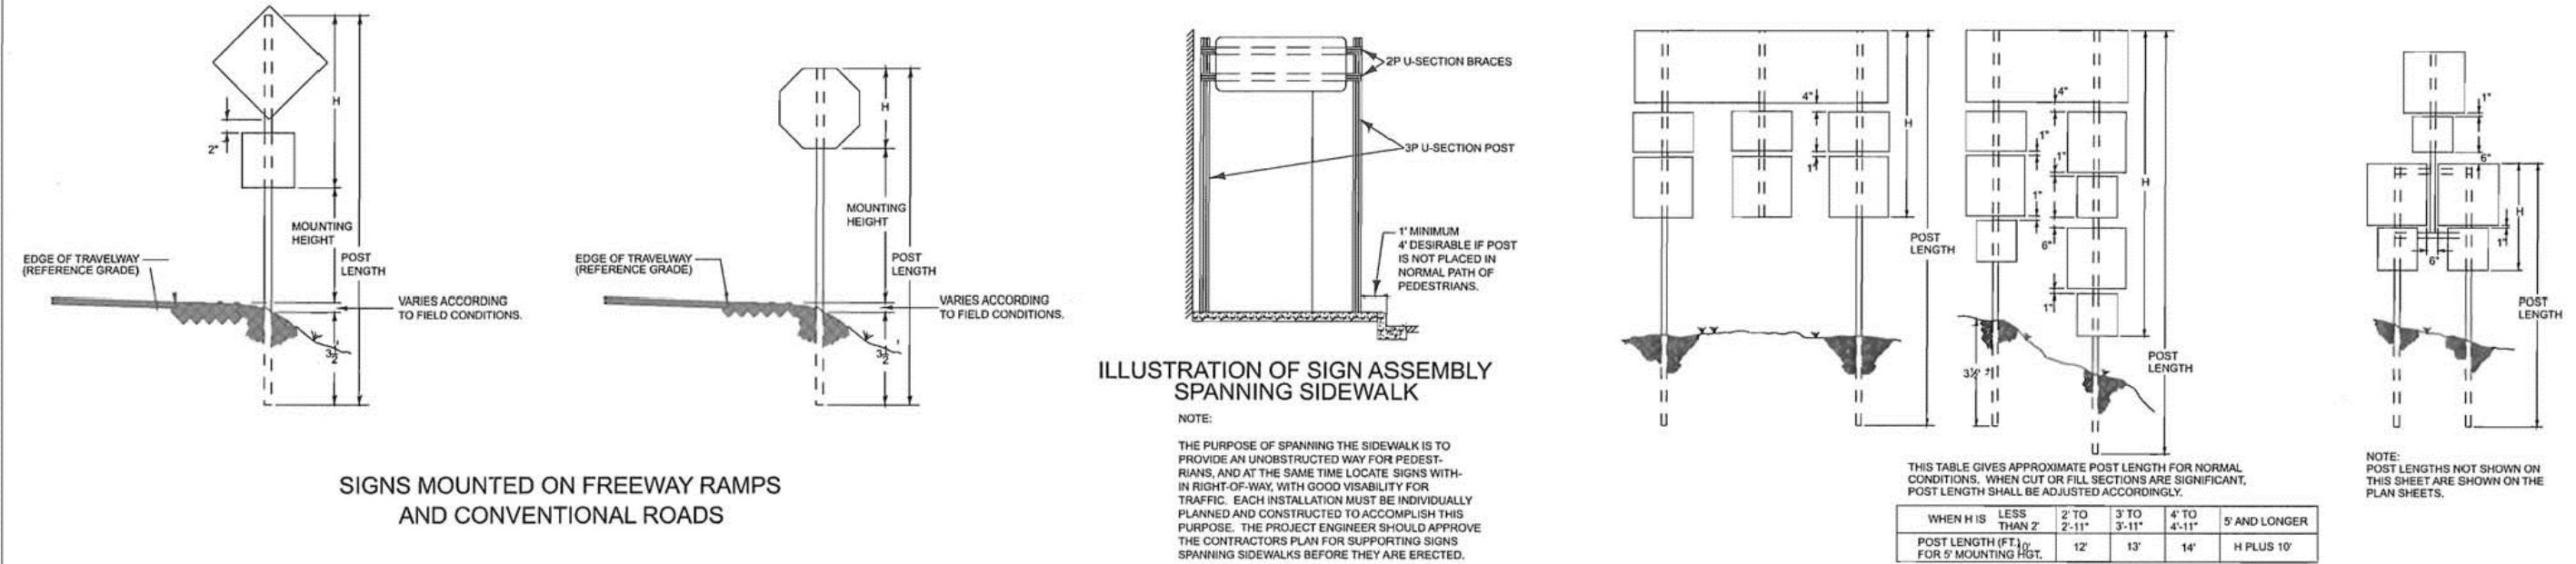 H
2"
MOUNTING
HEIGHT
POST
LENGTH
EDGE OF TRAVELWAY
(REFERENCE GRADE)
VARIES ACCORDING
TO FIELD CONDITIONS.
3 1/2'
H
MOUNTING
HEIGHT
POST
LENGTH
EDGE OF TRAVELWAY
(REFERENCE GRADE)
VARIES ACCORDING
TO FIELD CONDITIONS.
3 1/2'
SIGNS MOUNTED ON FREEWAY RAMPS
AND CONVENTIONAL ROADS
2P U-SECTION BRACES
3P U-SECTION POST
1' MINIMUM
4' DESIRABLE IF POST
IS NOT PLACED IN
NORMAL PATH OF
PEDESTRIANS.
ILLUSTRATION OF SIGN ASSEMBLY
SPANNING SIDEWALK
NOTE:
THE PURPOSE OF SPANNING THE SIDEWALK IS TO
PROVIDE AN UNOBSTRUCTED WAY FOR PEDEST-
RIANS, AND AT THE SAME TIME LOCATE SIGNS WITH-
IN RIGHT-OF-WAY, WITH GOOD VISABILITY FOR
TRAFFIC. EACH INSTALLATION MUST BE INDIVIDUALLY
PLANNED AND CONSTRUCTED TO ACCOMPLISH THIS
PURPOSE. THE PROJECT ENGINEER SHOULD APPROVE
THE CONTRACTORS PLAN FOR SUPPORTING SIGNS
SPANNING SIDEWALKS BEFORE THEY ARE ERECTED.
4"
1"
H
POST
LENGTH
4"
1"
1"
1"
6"
1"
H
3½'
POST
LENGTH
THIS TABLE GIVES APPROXIMATE POST LENGTH FOR NORMAL
CONDITIONS. WHEN CUT OR FILL SECTIONS ARE SIGNIFICANT,
POST LENGTH SHALL BE ADJUSTED ACCORDINGLY.
WHEN H IS LESS THAN 2' 2' TO 2'-11" 3' TO 3'-11" 4' TO 4'-11" 5' AND LONGER
POST LENGTH (FT.) FOR 5' MOUNTING HGT. 10' 12' 13' 14' H PLUS 10'
1"
6"
H
1"
6"
POST
LENGTH
NOTE:
POST LENGTHS NOT SHOWN ON
THIS SHEET ARE SHOWN ON THE
PLAN SHEETS.